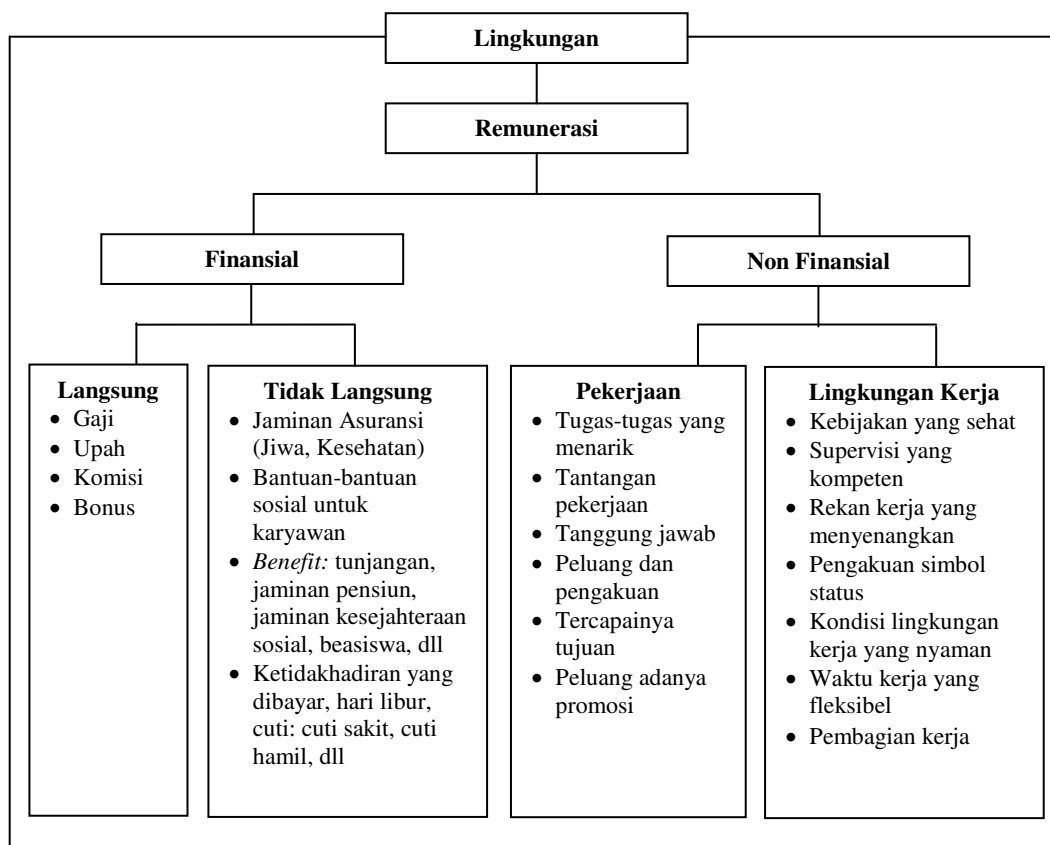 Lingkungan
Remunerasi
Finansial
Non Finansial
Langsung
• Gaji
• Upah
• Komisi
• Bonus
Tidak Langsung
• Jaminan Asuransi
(Jiwa, Kesehatan)
• Bantuan-bantuan
sosial untuk
karyawan
• Benefit: tunjangan,
jaminan pensiun,
jaminan kesejahteraan
sosial, beasiswa, dll
• Ketidakhadiran yang
dibayar, hari libur,
cuti: cuti sakit, cuti
hamil, dll
Pekerjaan
• Tugas-tugas yang
menarik
• Tantangan
pekerjaan
• Tanggung jawab
• Peluang dan
pengakuan
• Tercapainya
tujuan
• Peluang adanya
promosi
Lingkungan Kerja
• Kebijakan yang sehat
• Supervisi yang
kompeten
• Rekan kerja yang
menyenangkan
• Pengakuan simbol
status
• Kondisi lingkungan
kerja yang nyaman
• Waktu kerja yang
fleksibel
• Pembagian kerja